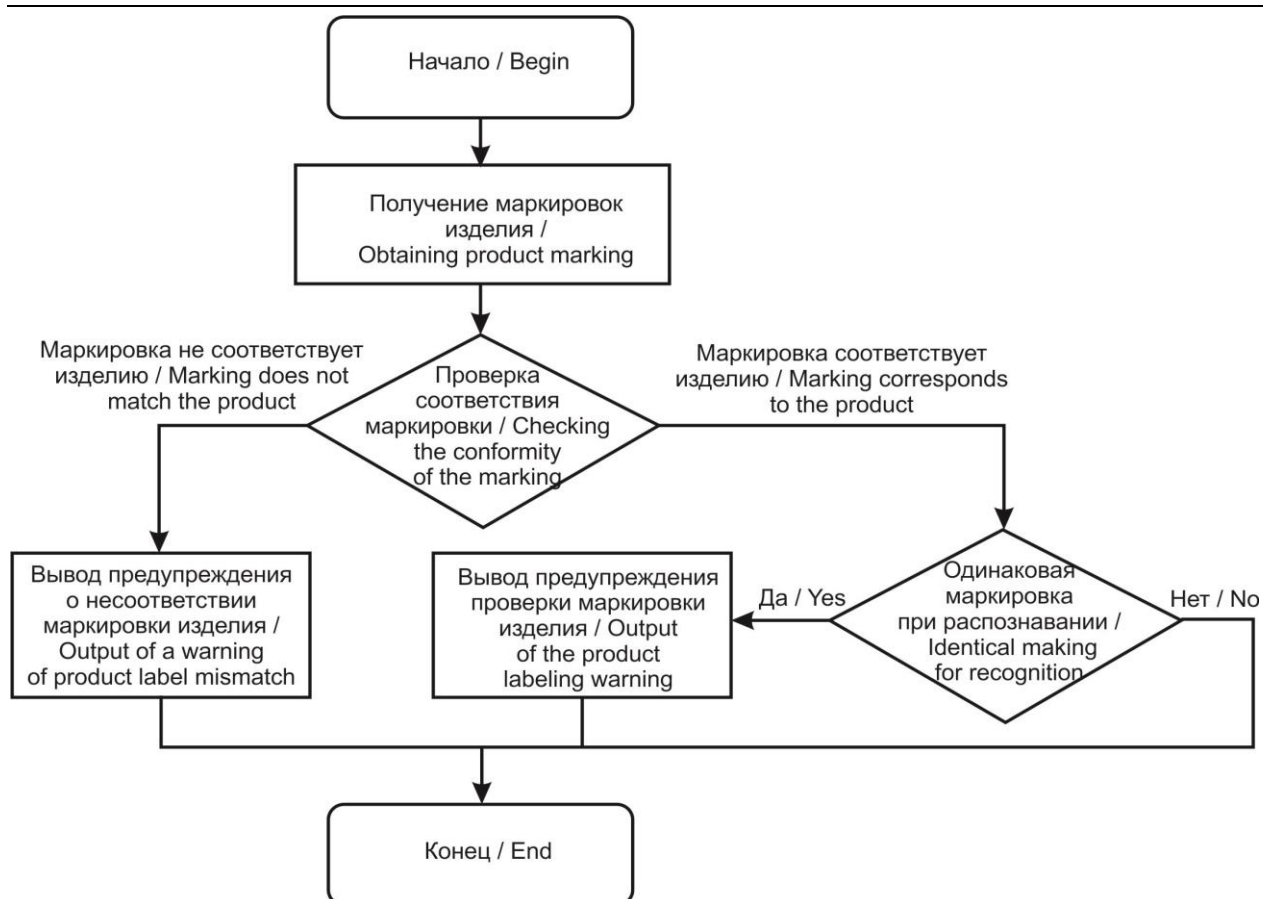 Начало / Begin
Получение маркировок
изделия /
Obtaining product marking
Маркировка не соответствует
изделию / Marking does not
match the product
Проверка
соответствия
маркировки / Checking
the conformity
of the marking
Маркировка соответствует
изделию / Marking corresponds
to the product
Вывод предупреждения
о несоответствии
маркировки изделия /
Output of a warning
of product label mismatch
Вывод предупреждения
проверки маркировки
изделия / Output
of the product
labeling warning
Да / Yes
Одинаковая
маркировка
при распознавании /
Identical making
for recognition
Нет / No
Конец / End